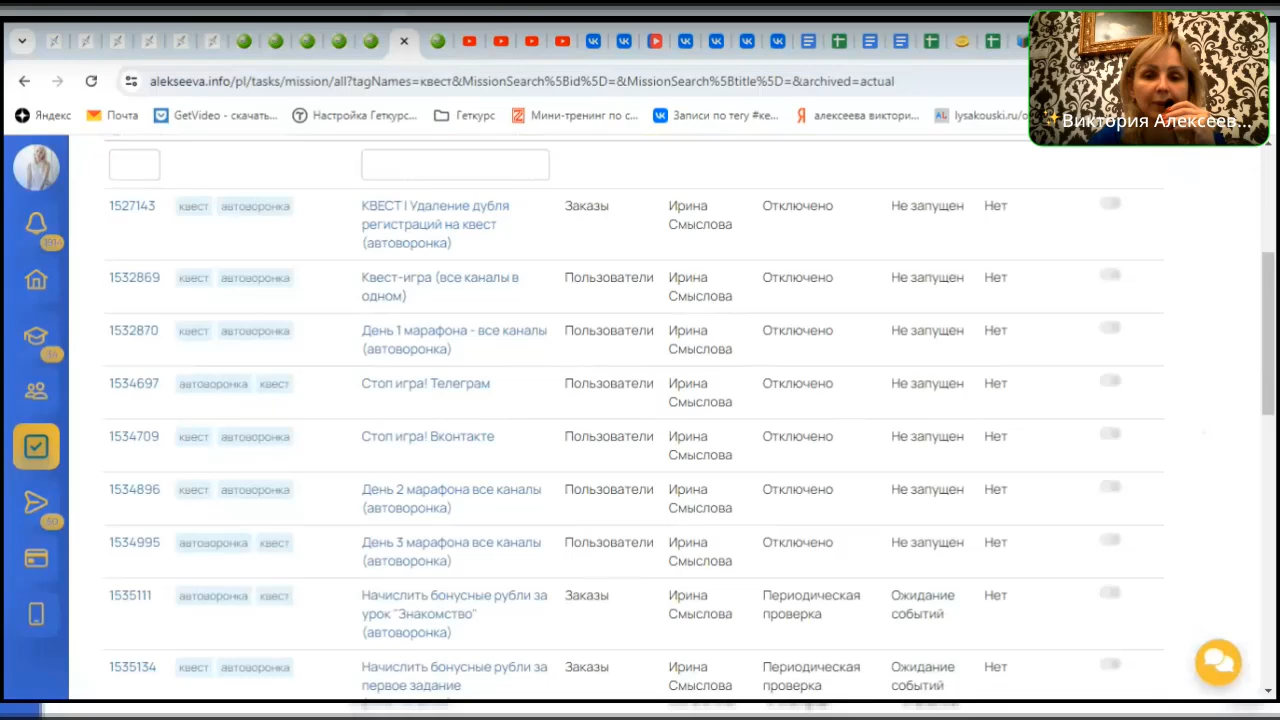 alekseeva.info/pl/tasks/mission/all?tagNames=квест&MissionSearch%5Bid%5D=&MissionSearch%5Btitle%5D=&archived=actual
Яндекс Почта GetVideo - скачать... Настройка Геткурс... Геткурс Мини-тренинг по с... Записи по тегу #ке... алексеева виктори... lysakouski.ru/o
Виктория Алексеев...
1527143 квест автоворонка КВЕСТ | Удаление дубля Заказы Ирина Отключено Не запущен Нет
регистраций на квест Смыслова
(автоворонка)
1532869 квест автоворонка Квест-игра (все каналы в Пользователи Ирина Отключено Не запущен Нет
одном) Смыслова
1532870 квест автоворонка День 1 марафона - все каналы Пользователи Ирина Отключено Не запущен Нет
(автоворонка) Смыслова
1534697 автоворонка квест Стоп игра! Телеграм Пользователи Ирина Отключено Не запущен Нет
Смыслова
1534709 квест автоворонка Стоп игра! Вконтакте Пользователи Ирина Отключено Не запущен Нет
Смыслова
1534896 квест автоворонка День 2 марафона все каналы Пользователи Ирина Отключено Не запущен Нет
(автоворонка) Смыслова
1534995 автоворонка квест День 3 марафона все каналы Пользователи Ирина Отключено Не запущен Нет
(автоворонка) Смыслова
1535111 автоворонка квест Начислить бонусные рубли за Заказы Ирина Периодическая Ожидание Нет
урок "Знакомство" Смыслова проверка событий
(автоворонка)
1535134 квест автоворонка Начислить бонусные рубли за Заказы Ирина Периодическая Ожидание Нет
первое задание Смыслова проверка событий